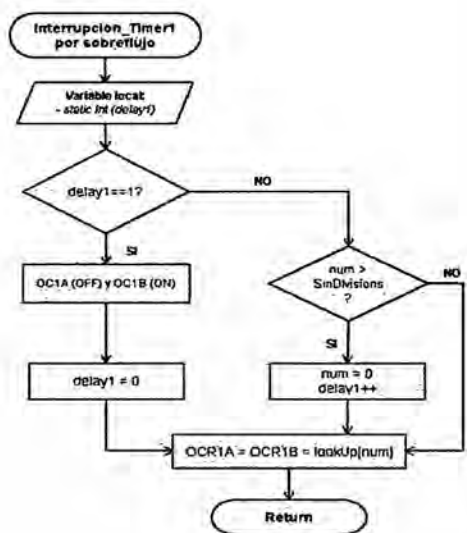 Interrupcion_Timer1
por sobreflujo
Variable local:
- static int (delay1)
delay1==1?
NO
SI
OC1A (OFF) y OC1B (ON)
num >
SinDivisions
?
NO
SI
delay1 = 0
num = 0
delay1++
OCR1A = OCR1B = lookUp(num)
Return